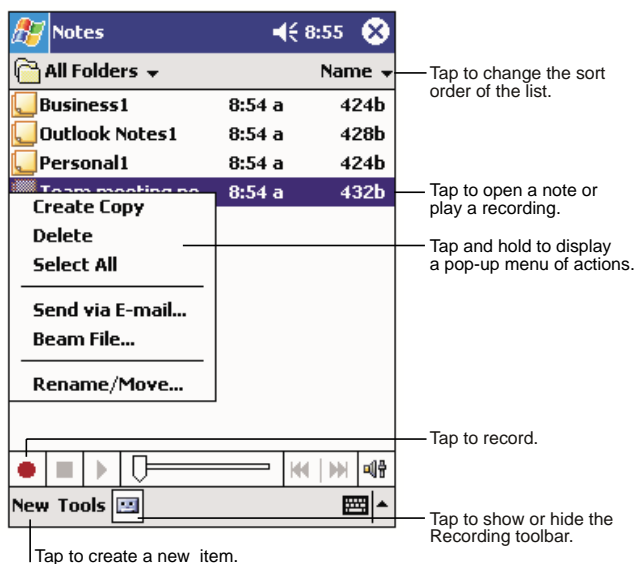 Notes 8:55
All Folders Name
Tap to change the sort
order of the list.
Business1 8:54 a 424b
Outlook Notes1 8:54 a 428b
Personal1 8:54 a 424b
Team meeting no 8:54 a 432b
Tap to open a note or
play a recording.
Create Copy
Delete
Select All
Tap and hold to display
a pop-up menu of actions.
Send via E-mail...
Beam File...
Rename/Move...
Tap to record.
New Tools
Tap to show or hide the
Recording toolbar.
Tap to create a new item.